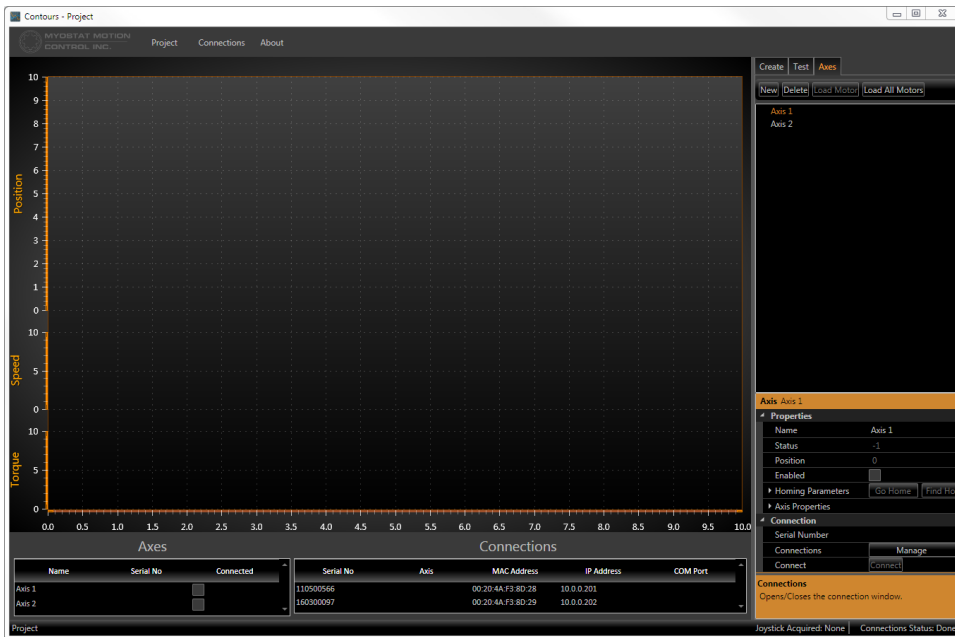 Contours - Project
MYOSTAT MOTION
CONTROL INC.
Project Connections About
Create Test Axes
New Delete Load Motor Load All Motors
Axis 1
Axis 2
Position
10
9
8
7
6
5
4
3
2
1
0
Speed
10
5
0
Torque
10
5
0
0.0 0.5 1.0 1.5 2.0 2.5 3.0 3.5 4.0 4.5 5.0 5.5 6.0 6.5 7.0 7.5 8.0 8.5 9.0 9.5 10.0
Axis Axis 1
Properties
Name Axis 1
Status -1
Position 0
Enabled
Homing Parameters Go Home Find Ho
Axis Properties
Connection
Serial Number
Connections Manage
Connect Connect
Connections
Opens/Closes the connection window.
Axes
Name Serial No Connected
Axis 1
Axis 2
Connections
Serial No Axis MAC Address IP Address COM Port
110500566 00:20:4A:F3:8D:28 10.0.0.201
160300097 00:20:4A:F3:8D:29 10.0.0.202
Project
Joystick Acquired: None Connections Status: Done